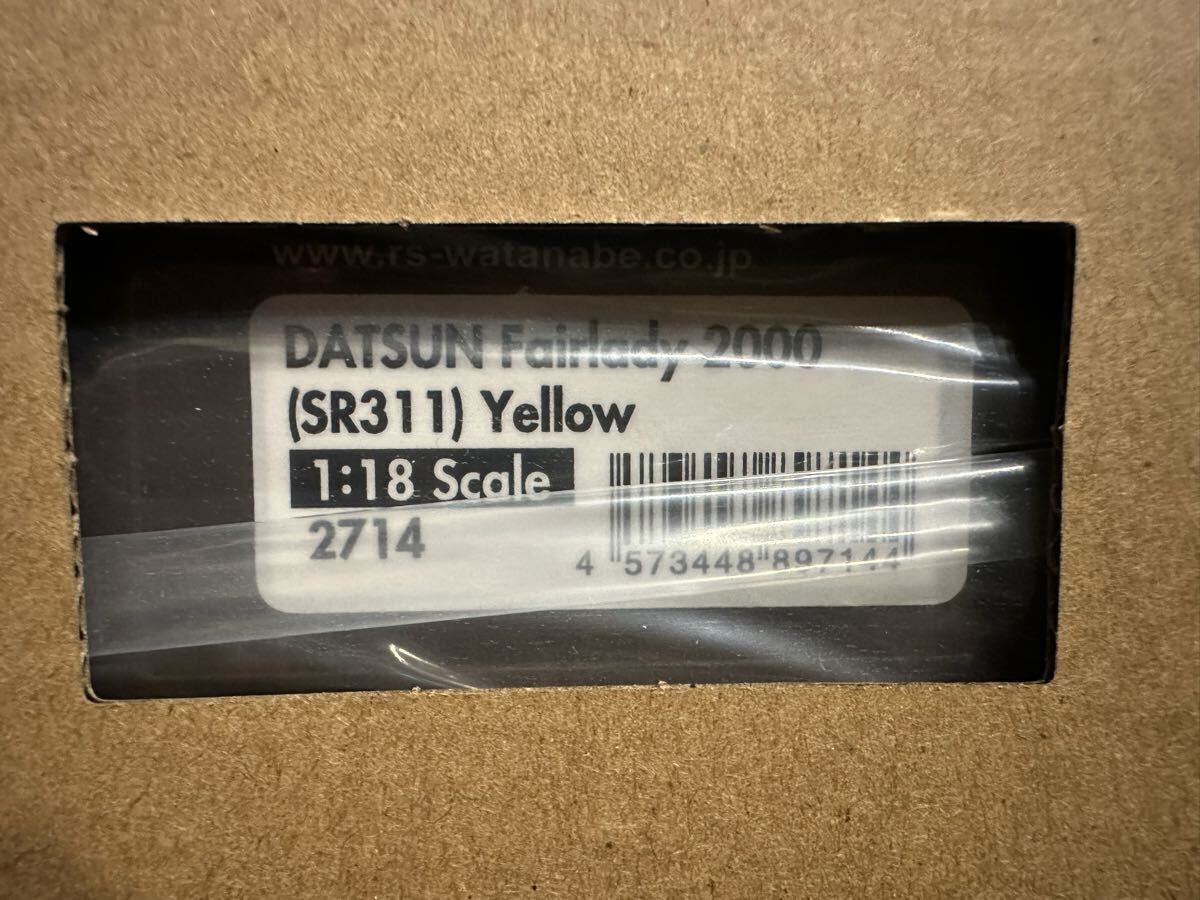 www.rs-watanabe.co.jp
DATSUN Fairlady 2000
(SR311) Yellow
1:18 Scale
2714
4 573448 897144